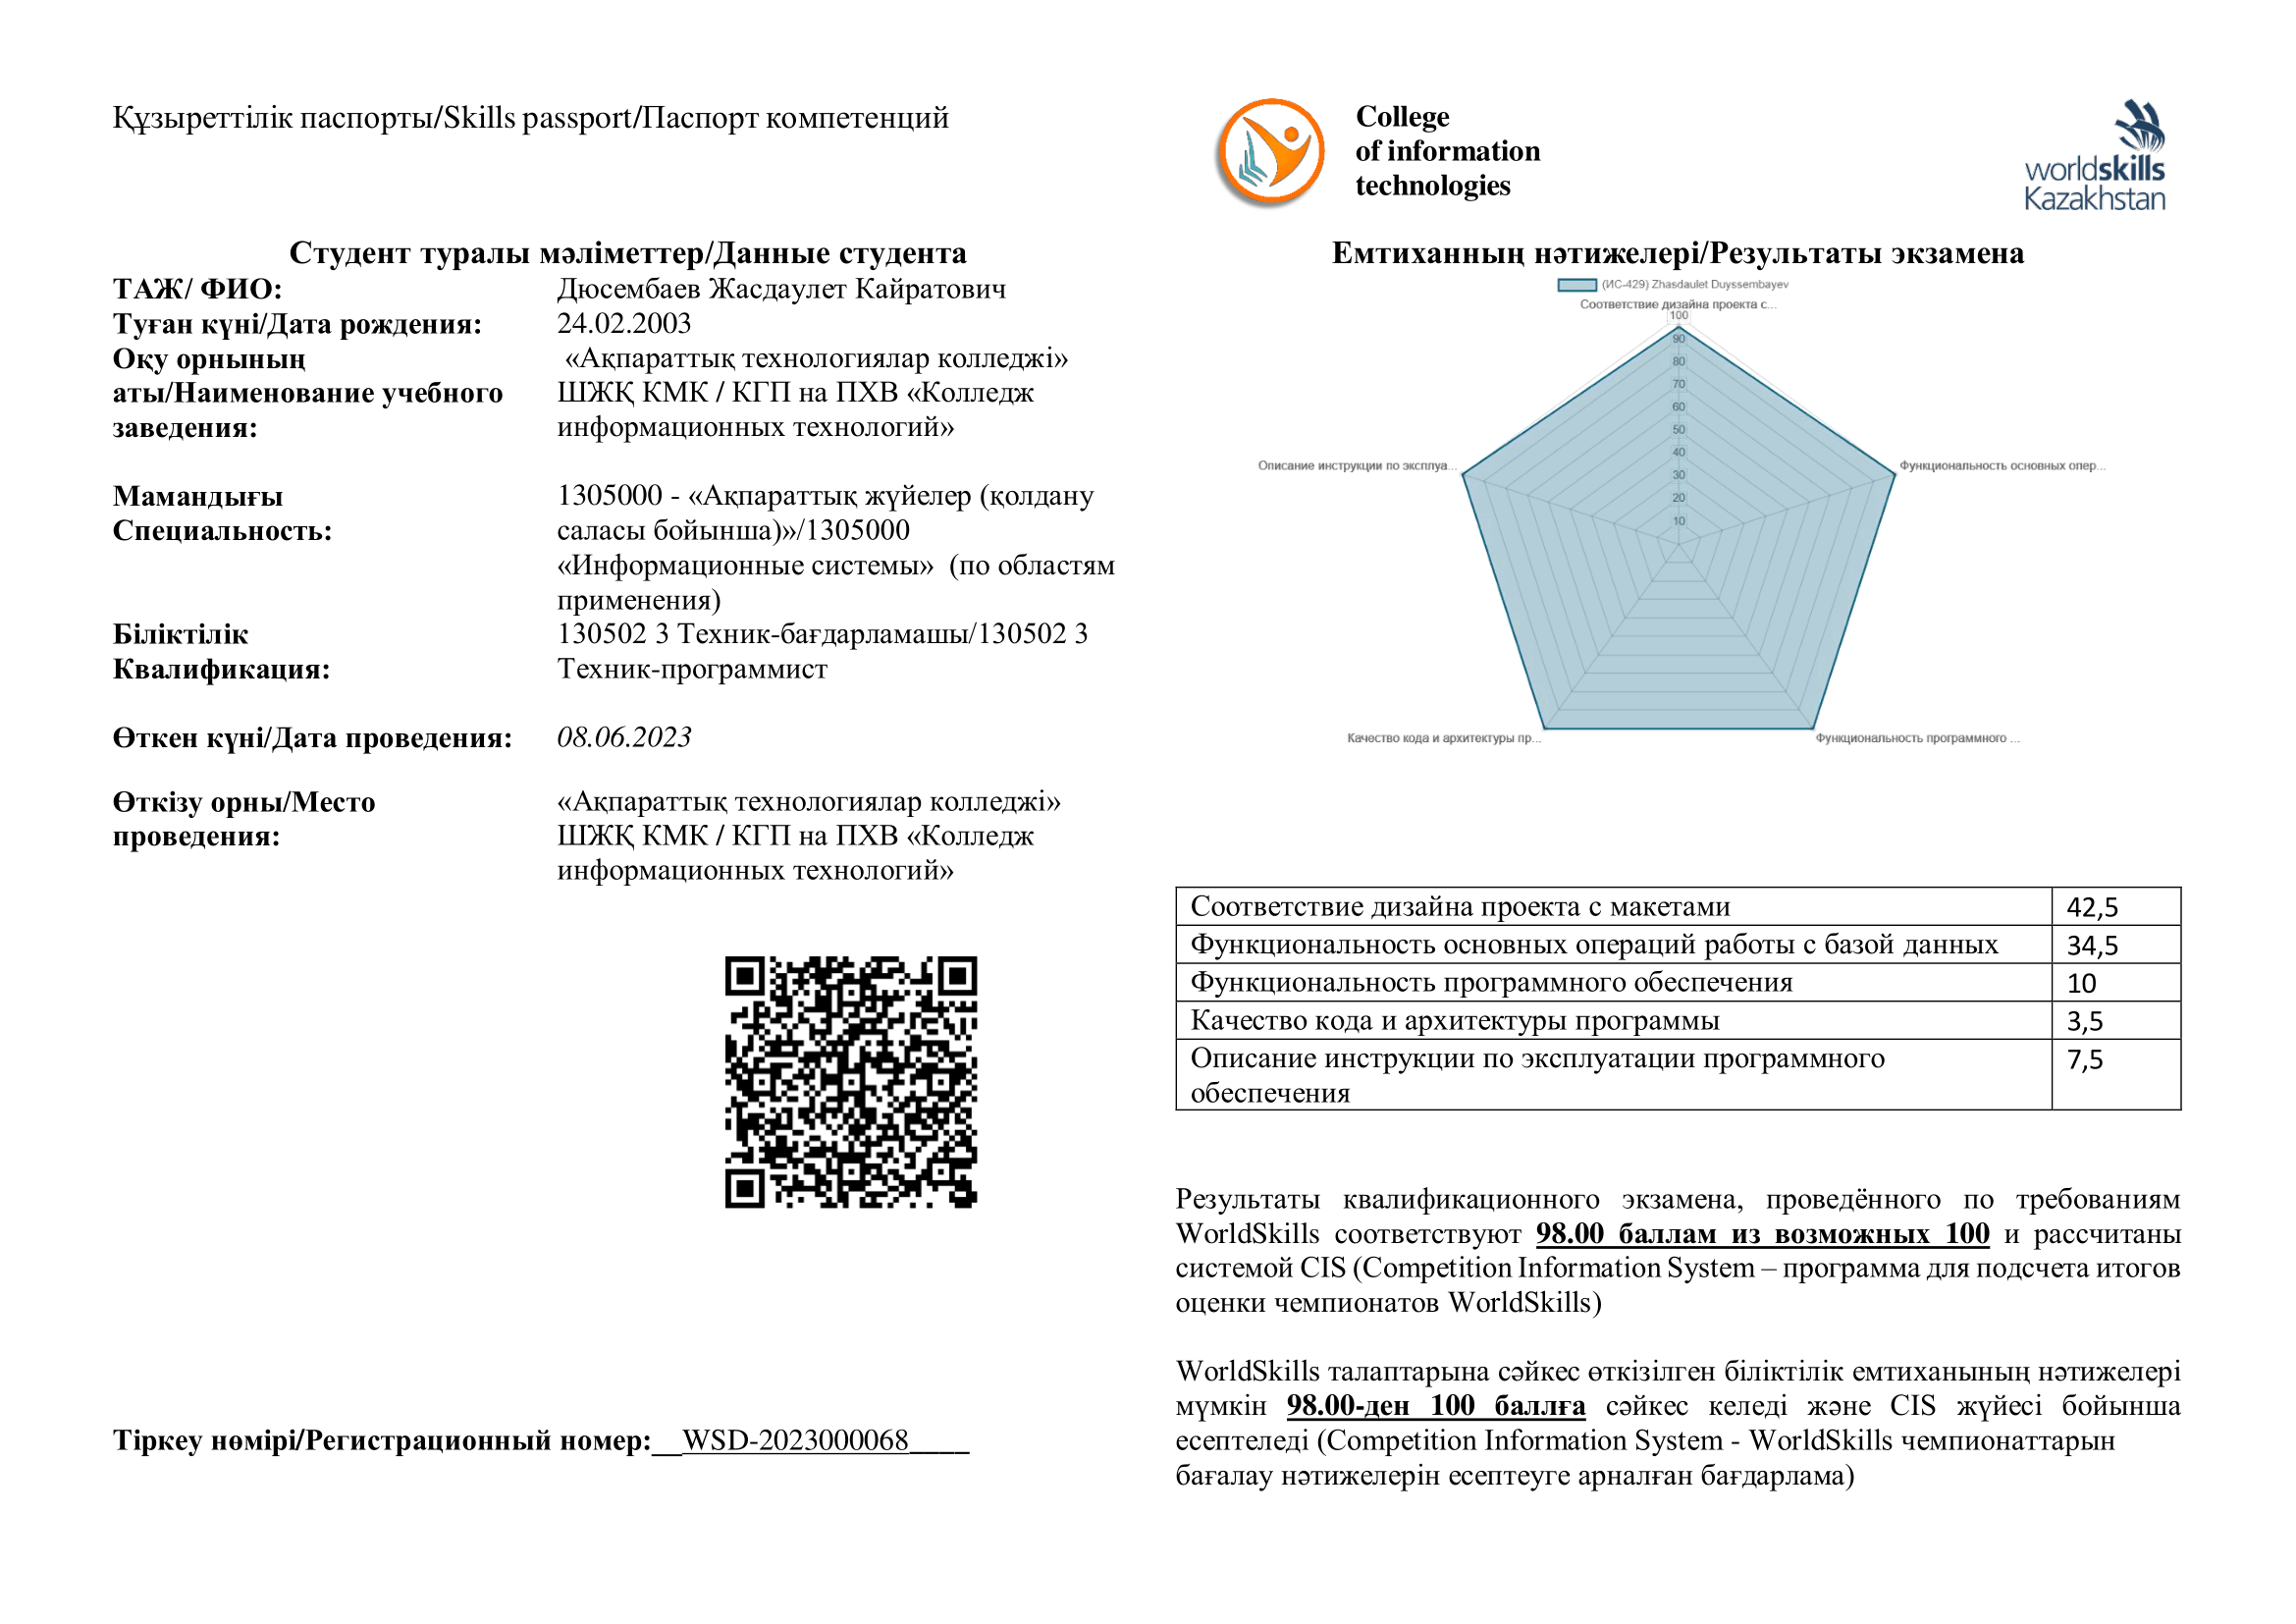 Құзыреттілік паспорты/Skills passport/Паспорт компетенций
Студент туралы мәліметтер/Данные студента
ТАЖ/ ФИО: Дюсембаев Жасдаулет Кайратович
Туған күні/Дата рождения: 24.02.2003
Оқу орнының «Ақпараттық технологиялар колледжі»
аты/Наименование учебного ШЖҚ КМК / КГП на ПХВ «Колледж
заведения: информационных технологий»
Мамандығы 1305000 - «Ақпараттық жүйелер (қолдану
Специальность: саласы бойынша)»/1305000
«Информационные системы» (по областям
применения)
Біліктілік 130502 3 Техник-бағдарламашы/130502 3
Квалификация: Техник-программист
Өткен күні/Дата проведения: 08.06.2023
Өткізу орны/Место «Ақпараттық технологиялар колледжі»
проведения: ШЖҚ КМК / КГП на ПХВ «Колледж
информационных технологий»
Тіркеу нөмірі/Регистрационный номер:__WSD-2023000068____
College
of information
technologies
worldskills
Kazakhstan
Емтиханның нәтижелері/Результаты экзамена
(ИС-429) Zhasdaulet Duyssembayev
Соответствие дизайна проекта с...
100
90
80
70
60
50
40
30
20
10
Описание инструкции по эксплуа...
Функциональность основных опер...
Качество кода и архитектуры пр...
Функциональность программного ...
Соответствие дизайна проекта с макетами 42,5
Функциональность основных операций работы с базой данных 34,5
Функциональность программного обеспечения 10
Качество кода и архитектуры программы 3,5
Описание инструкции по эксплуатации программного 7,5
обеспечения
Результаты квалификационного экзамена, проведённого по требованиям
WorldSkills соответствуют 98.00 баллам из возможных 100 и рассчитаны
системой CIS (Competition Information System – программа для подсчета итогов
оценки чемпионатов WorldSkills)
WorldSkills талаптарына сәйкес өткізілген біліктілік емтиханының нәтижелері
мүмкін 98.00-ден 100 баллға сәйкес келеді және CIS жүйесі бойынша
есептеледі (Competition Information System - WorldSkills чемпионаттарын
бағалау нәтижелерін есептеуге арналған бағдарлама)